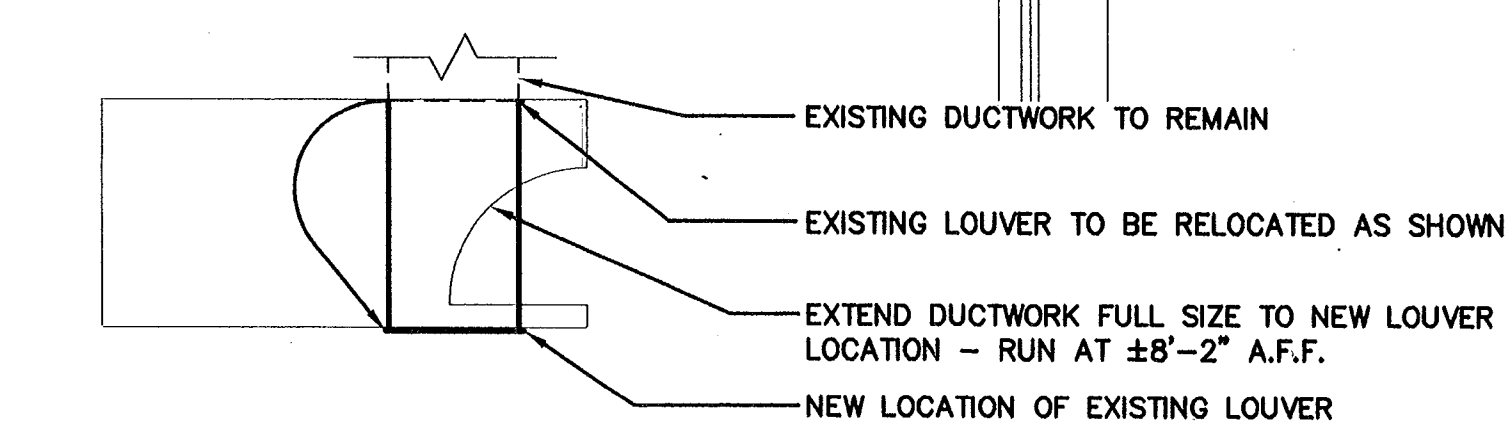 EXISTING DUCTWORK TO REMAIN
EXISTING LOUVER TO BE RELOCATED AS SHOWN
EXTEND DUCTWORK FULL SIZE TO NEW LOUVER
LOCATION – RUN AT ±8'–2" A.F.F.
NEW LOCATION OF EXISTING LOUVER